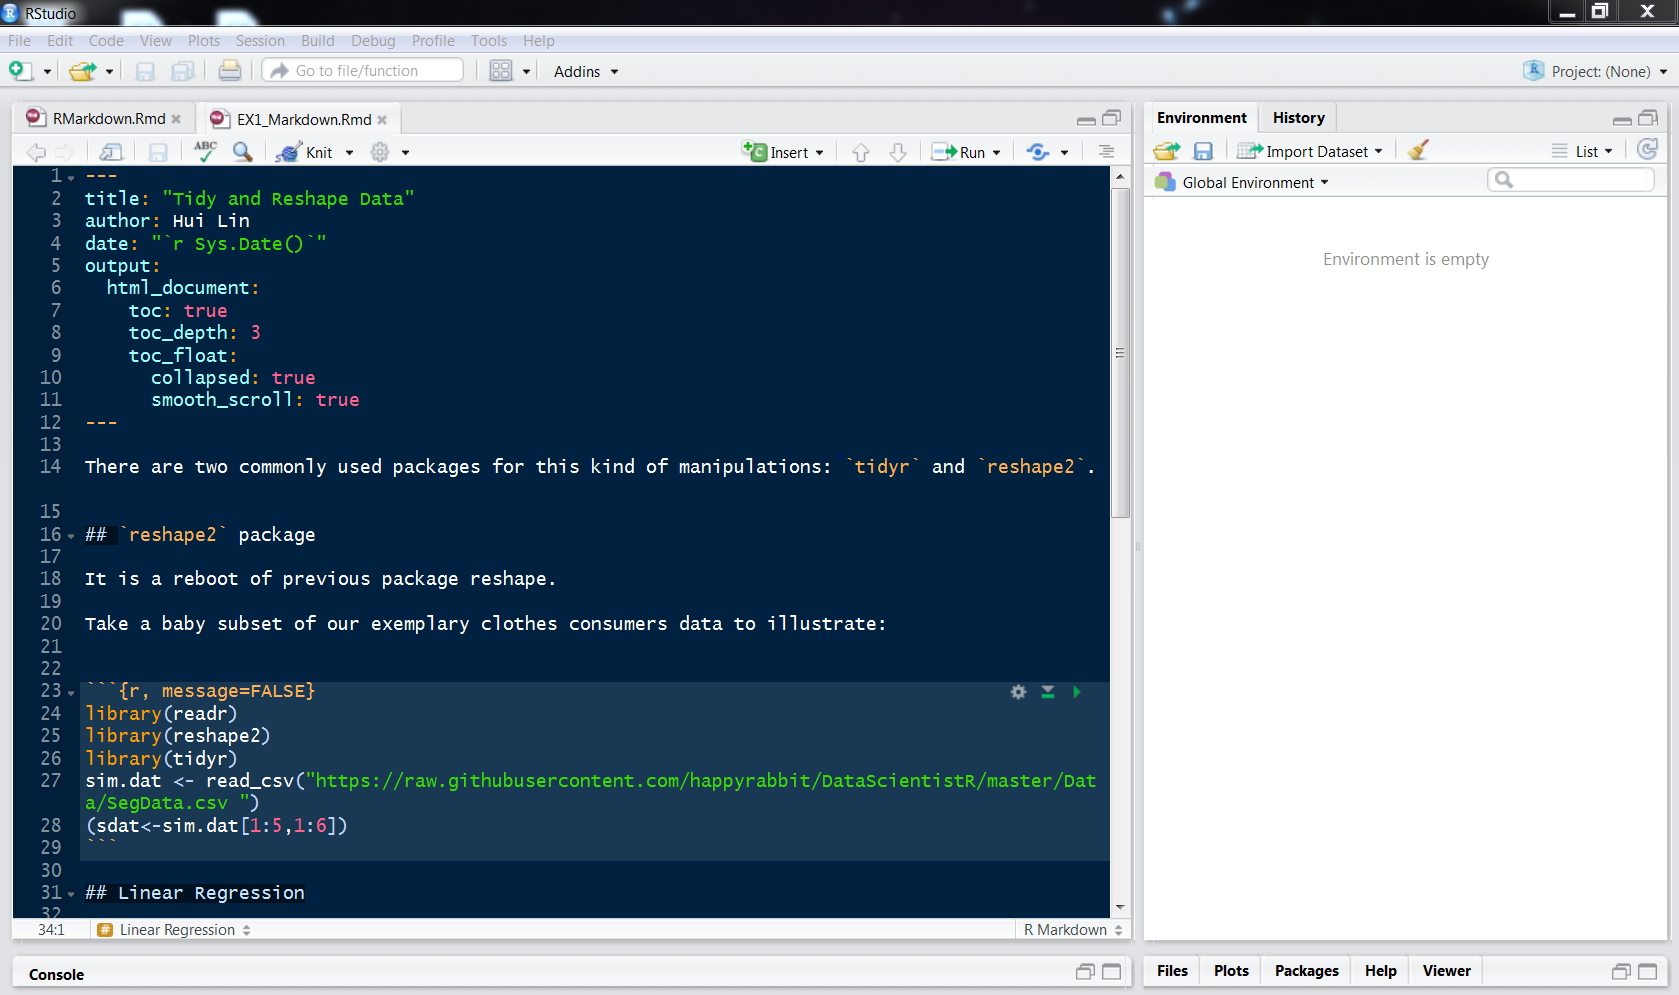 RStudio
File Edit Code View Plots Session Build Debug Profile Tools Help
Go to file/function Addins Project: (None)
RMarkdown.Rmd EX1_Markdown.Rmd
ABC Knit Insert Run
1 ---
2 title: "Tidy and Reshape Data"
3 author: Hui Lin
4 date: "`r Sys.Date()`"
5 output:
6 html_document:
7 toc: true
8 toc_depth: 3
9 toc_float:
10 collapsed: true
11 smooth_scroll: true
12 ---
13
14 There are two commonly used packages for this kind of manipulations: `tidyr` and `reshape2`.
15
16 ## `reshape2` package
17
18 It is a reboot of previous package reshape.
19
20 Take a baby subset of our exemplary clothes consumers data to illustrate:
21
22
23 ```{r, message=FALSE}
24 library(readr)
25 library(reshape2)
26 library(tidyr)
27 sim.dat <- read_csv("https://raw.githubusercontent.com/happyrabbit/DataScientistR/master/Dat
a/SegData.csv ")
28 (sdat<-sim.dat[1:5,1:6])
29 ```
30
31 ## Linear Regression
32
34:1 # Linear Regression R Markdown
Console
Environment History
Import Dataset List
Global Environment
Environment is empty
Files Plots Packages Help Viewer